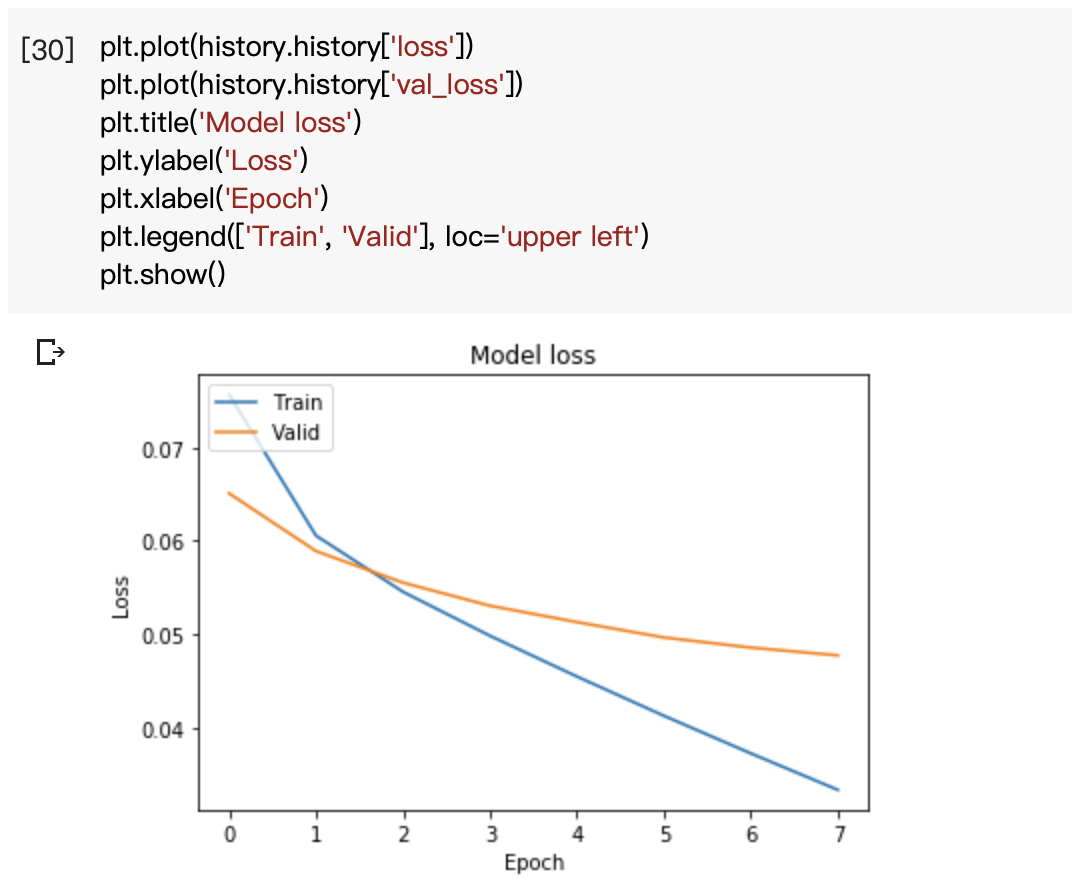 [30] plt.plot(history.history['loss'])
plt.plot(history.history['val_loss'])
plt.title('Model loss')
plt.ylabel('Loss')
plt.xlabel('Epoch')
plt.legend(['Train', 'Valid'], loc='upper left')
plt.show()
Model loss
Train
Valid
0.07
0.06
0.05
0.04
Loss
0 1 2 3 4 5 6 7
Epoch